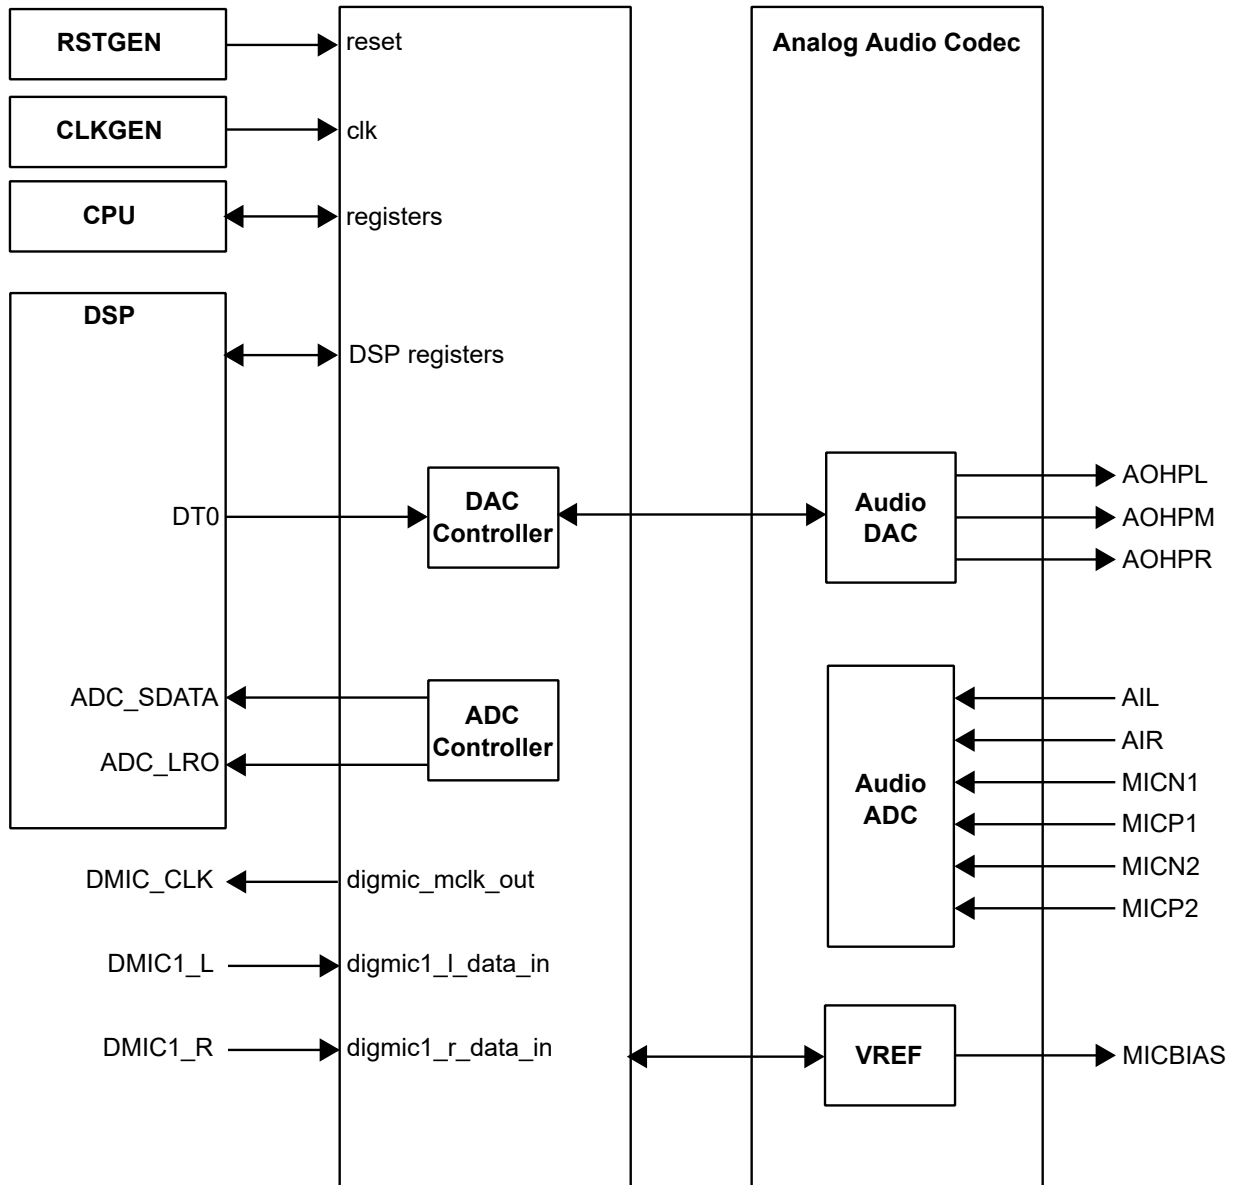 RSTGEN
reset
Analog Audio Codec
CLKGEN
clk
CPU
registers
DSP
DSP registers
DT0
DAC
Controller
Audio
DAC
AOHPL
AOHPM
AOHPR
ADC_SDATA
ADC_LRO
ADC
Controller
Audio
ADC
AIL
AIR
MICN1
MICP1
MICN2
MICP2
DMIC_CLK
digmic_mclk_out
DMIC1_L
digmic1_l_data_in
DMIC1_R
digmic1_r_data_in
VREF
MICBIAS